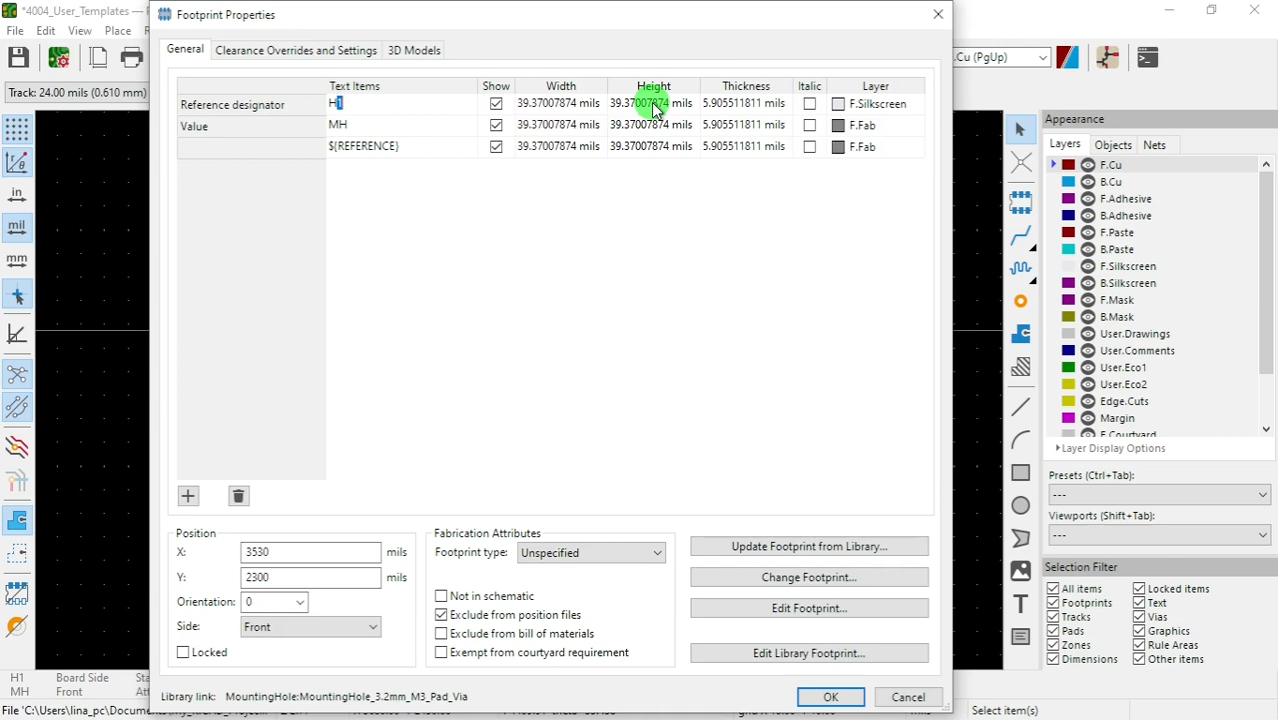 *4004_User_Templates — F
Footprint Properties
File Edit View Place
Track: 24.00 mils (0.610 mm)
.Cu (PgUp)
General Clearance Overrides and Settings 3D Models
Text Items Show Width Height Thickness Italic Layer
Reference designator H1 39.37007874 mils 39.37007874 mils 5.905511811 mils F.Silkscreen
Value MH 39.37007874 mils 39.37007874 mils 5.905511811 mils F.Fab
${REFERENCE} 39.37007874 mils 39.37007874 mils 5.905511811 mils F.Fab
in
mil
mm
Position
X: 3530 mils
Y: 2300 mils
Orientation: 0
Side: Front
Locked
Fabrication Attributes
Footprint type: Unspecified
Not in schematic
Exclude from position files
Exclude from bill of materials
Exempt from courtyard requirement
Update Footprint from Library...
Change Footprint...
Edit Footprint...
Edit Library Footprint...
Library link: MountingHole:MountingHole_3.2mm_M3_Pad_Via
OK Cancel
Appearance
Layers Objects Nets
F.Cu
B.Cu
F.Adhesive
B.Adhesive
F.Paste
B.Paste
F.Silkscreen
B.Silkscreen
F.Mask
B.Mask
User.Drawings
User.Comments
User.Eco1
User.Eco2
Edge.Cuts
Margin
F.Courtyard
Layer Display Options
Presets (Ctrl+Tab):
---
Viewports (Shift+Tab):
---
Selection Filter
All items Locked items
Footprints Text
Tracks Vias
Pads Graphics
Zones Rule Areas
Dimensions Other items
H1 Board Side Sta
MH Front Att
File 'C:\Users\lina_pc\Docum
mils Select item(s)